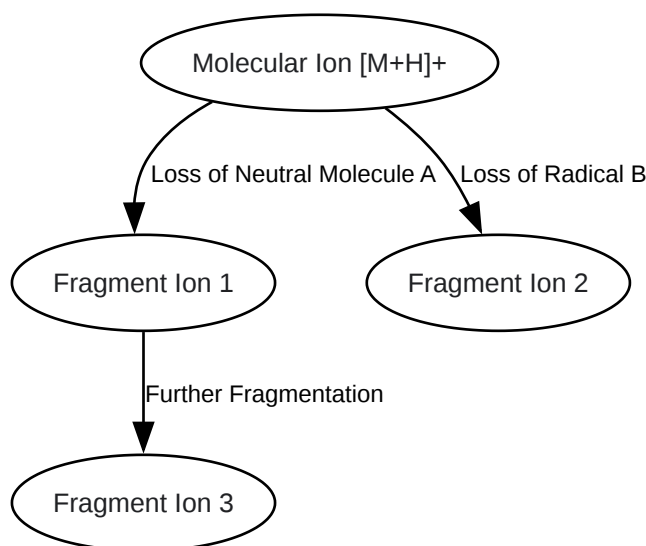 Molecular Ion [M+H]+
Loss of Neutral Molecule A
Loss of Radical B
Fragment Ion 1
Fragment Ion 2
Further Fragmentation
Fragment Ion 3